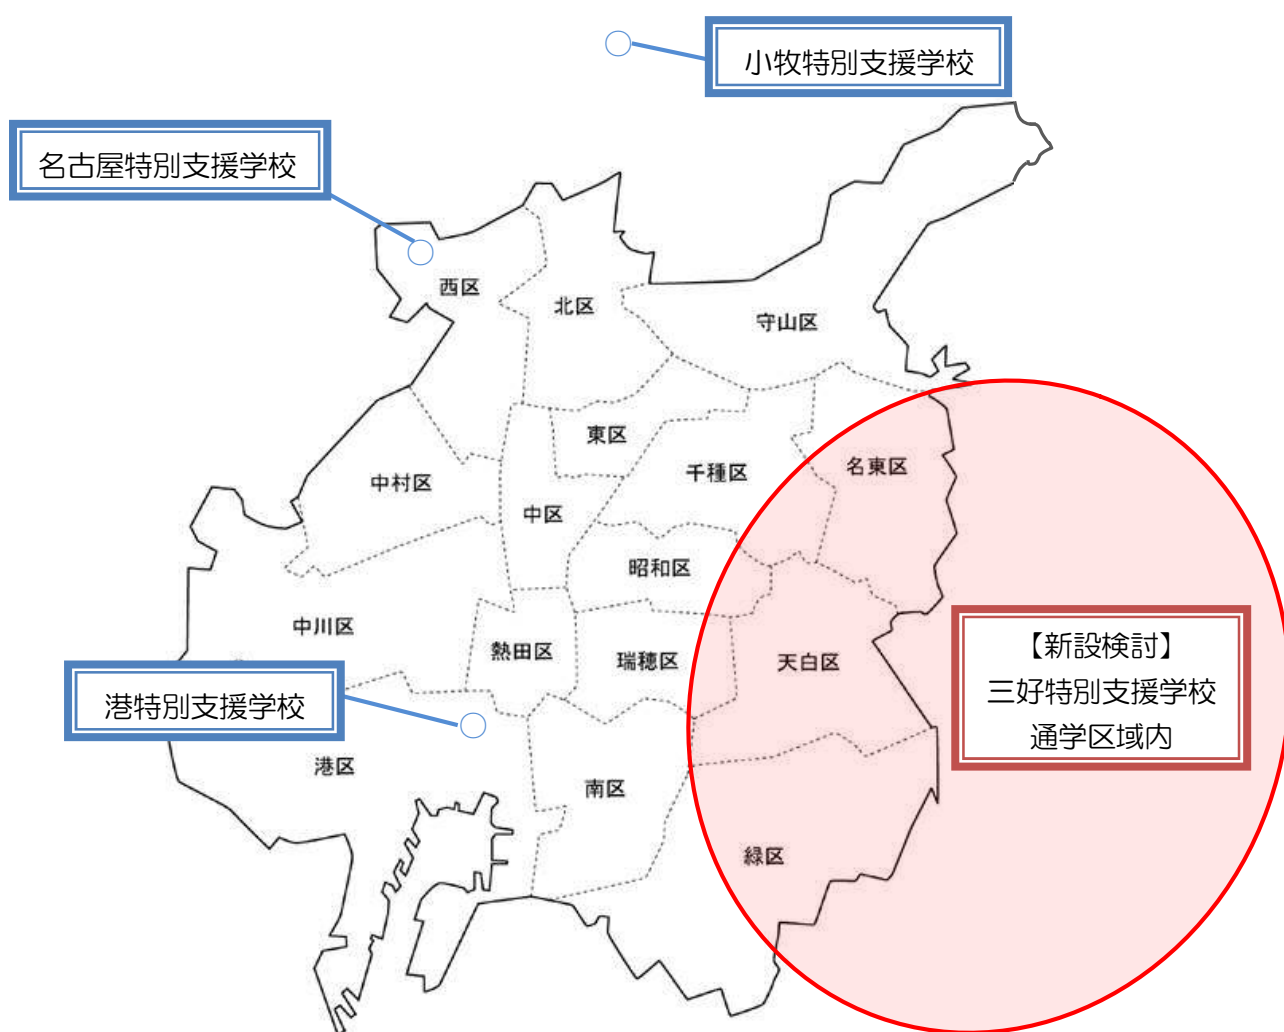 小牧特別支援学校
名古屋特別支援学校
西区
北区
守山区
東区
名東区
千種区
中村区
中区
昭和区
中川区
熱田区
瑞穂区
天白区
【新設検討】
三好特別支援学校
通学区域内
港特別支援学校
港区
南区
緑区